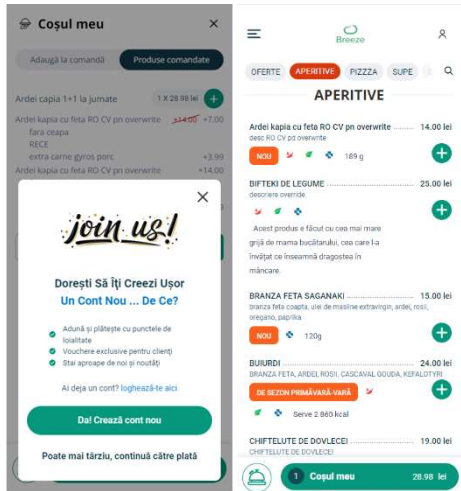 Coșul meu
Adaugă la comandă
Produse comandate
Ardei capia 1+1 la jumate
1 X 28.98 lei
Ardei kapia cu feta RO CV pn overwrite
+14.00 +7.00
fara ceapa
RECE
extra carne gyros porc
+3.99
Ardei kapia cu feta RO CV pn overwrite
+14.00
join us!
Dorești Să Îţi Creezi Ușor
Un Cont Nou ... De Ce?
Adună și plătește cu punctele de
loialitate
Vouchere exclusive pentru clienţi
Stai aproape de noi și noutăţi
Ai deja un cont? loghează-te aici
Da! Crează cont nou
Poate mai târziu, continuă către plată
Breeze
OFERTE
APERITIVE
PIZZZA
SUPE
APERITIVE
Ardei kapia cu feta RO CV pn overwrite
14.00 lei
desc RO CV pd overwrite
NOU
189 g
BIFTEKI DE LEGUME
25.00 lei
descriere override
Acest produs e făcut cu cea mai mare
grijă de mama bucătarului, cea care l-a
învățat ce înseamnă dragostea în
mâncare.
BRANZA FETA SAGANAKI
15.00 lei
branza feta coapta, ulei de masline extravirgin, ardei, rosii,
oregano, paprika
NOU
120g
BUIURDI
24.00 lei
BRANZA FETA, ARDEI, ROSII, CASCAVAL GOUDA, KEFALOTYRI
DE SEZON PRIMĂVARĂ-VARĂ
Serve 2 860 kcal
CHIFTELUTE DE DOVLECEI
19.00 lei
CHIFTELUTE DE DOVLECEI
1
Coșul meu
28.98 lei